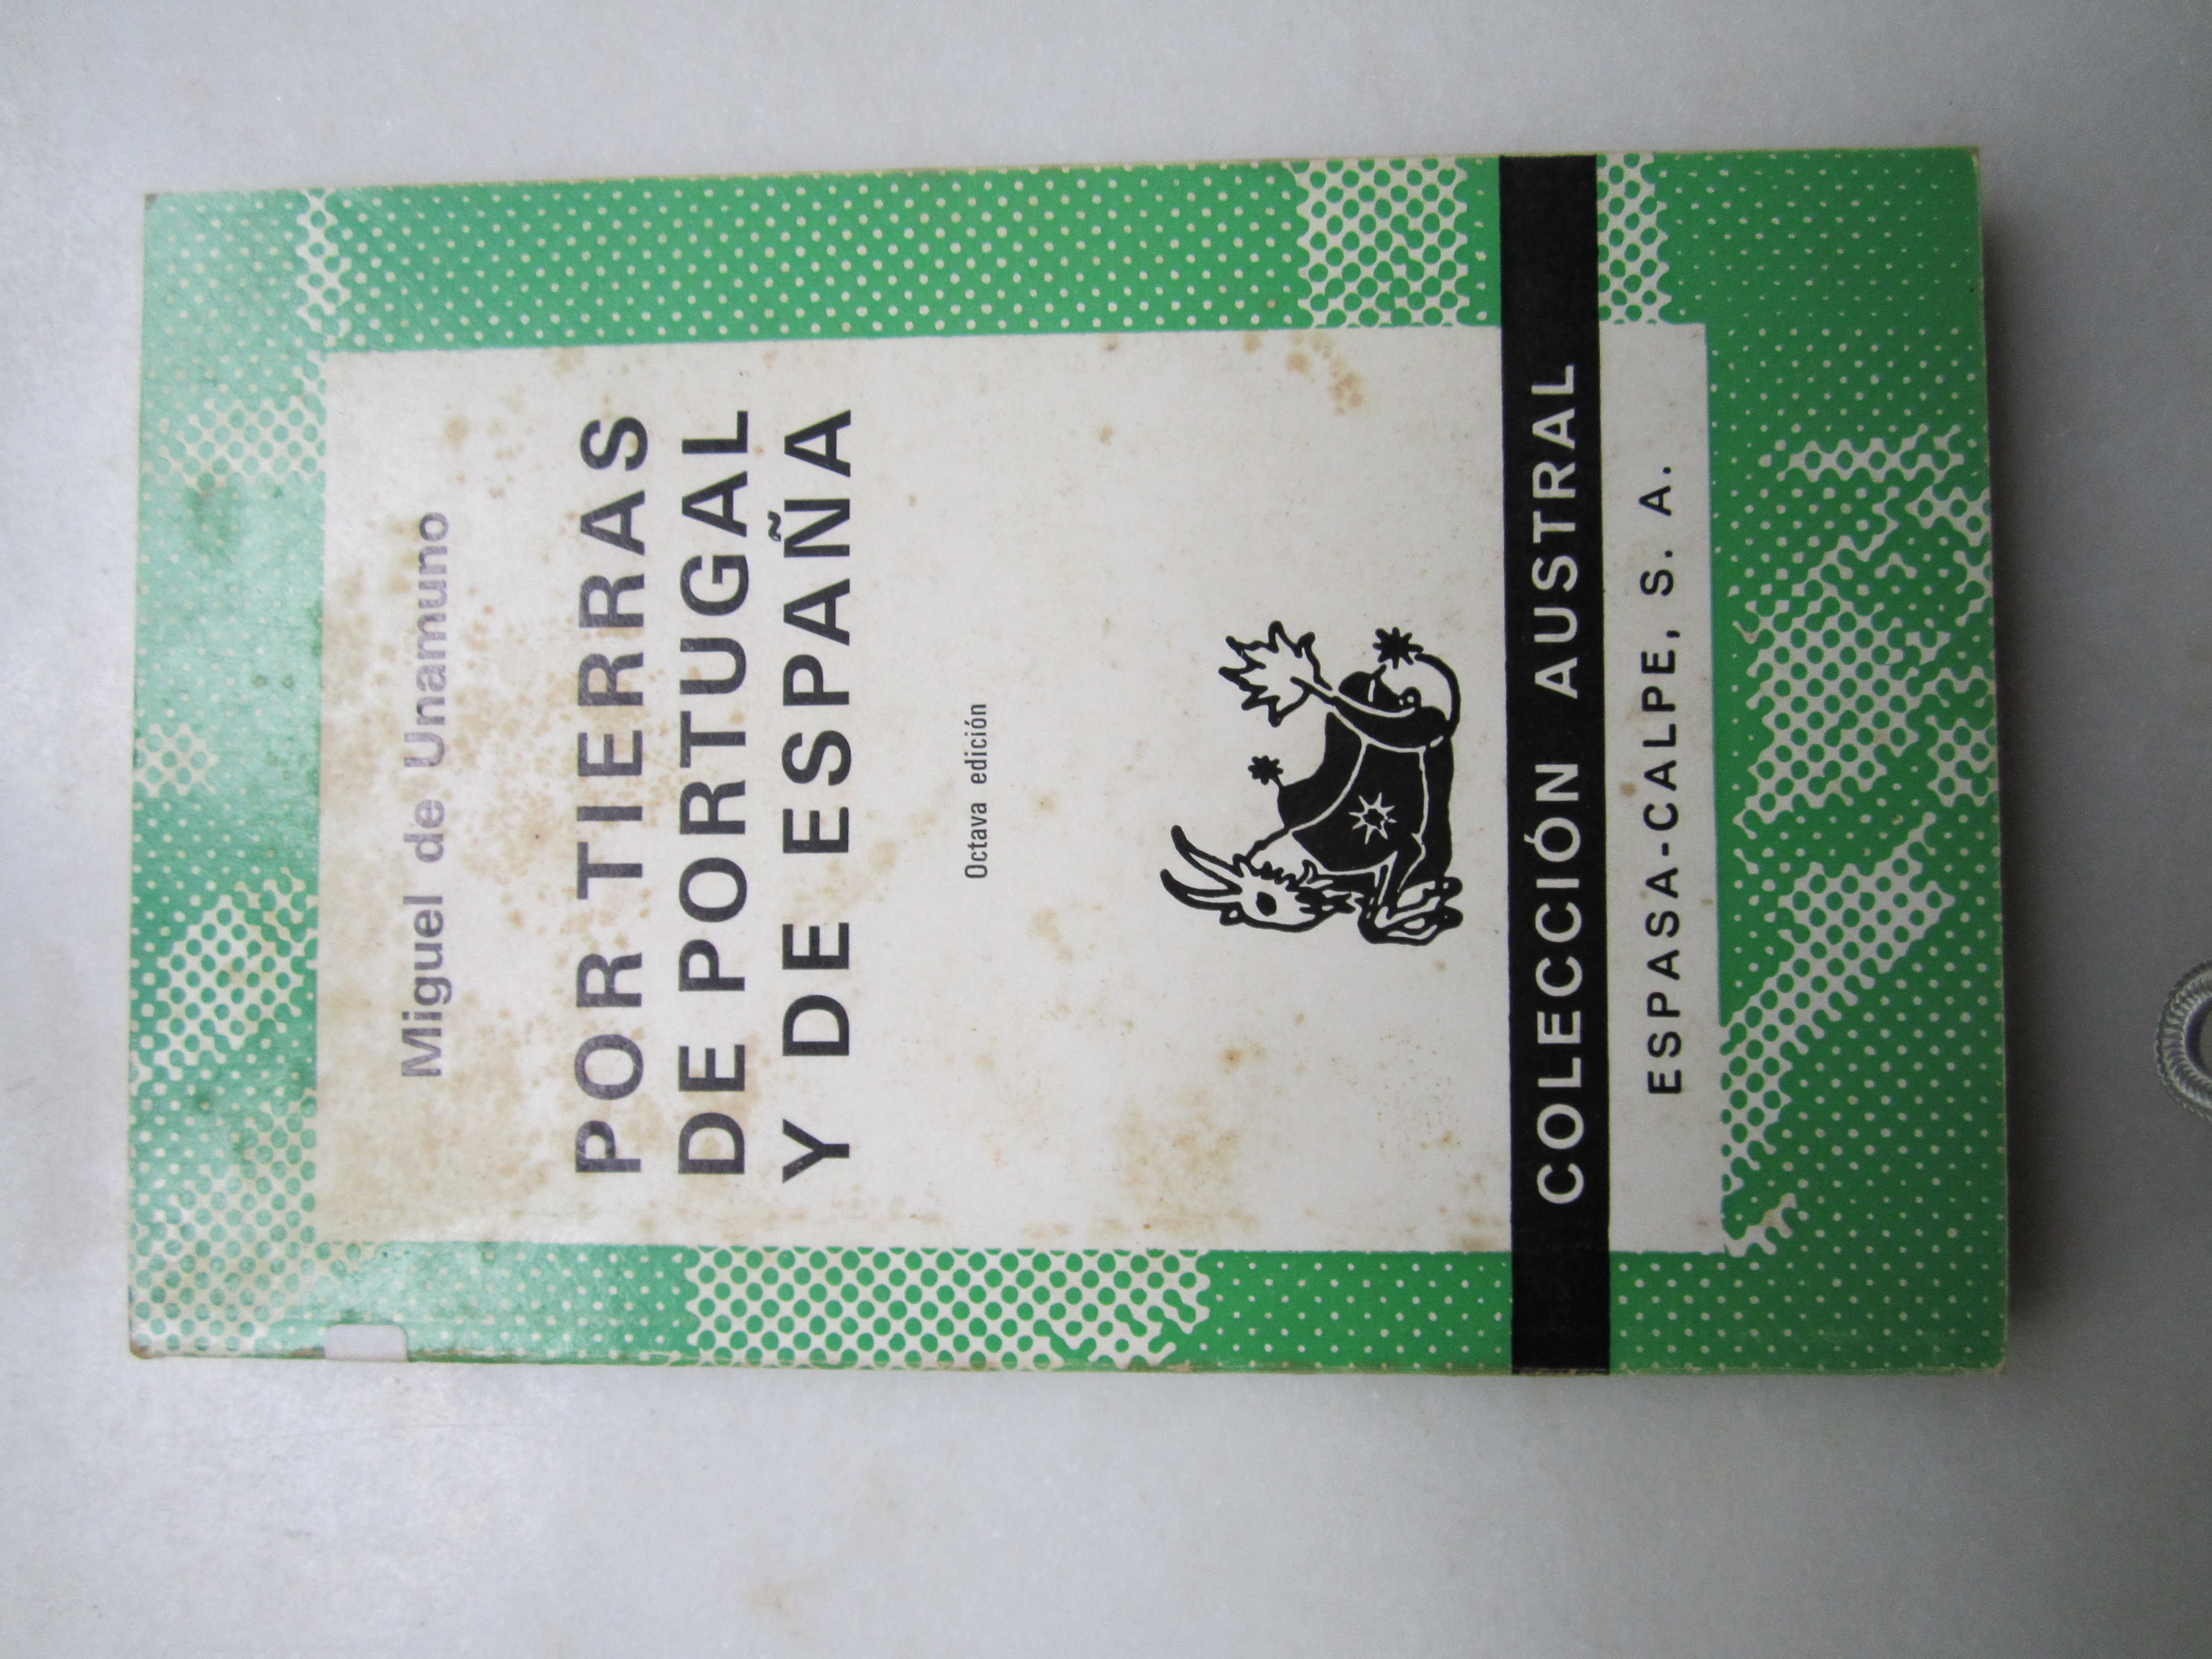 Miguel de Unamuno
POR TIERRAS
DE PORTUGAL
Y DE ESPAÑA
Octava edición
COLECCIÓN AUSTRAL
ESPASA-CALPE, S. A.